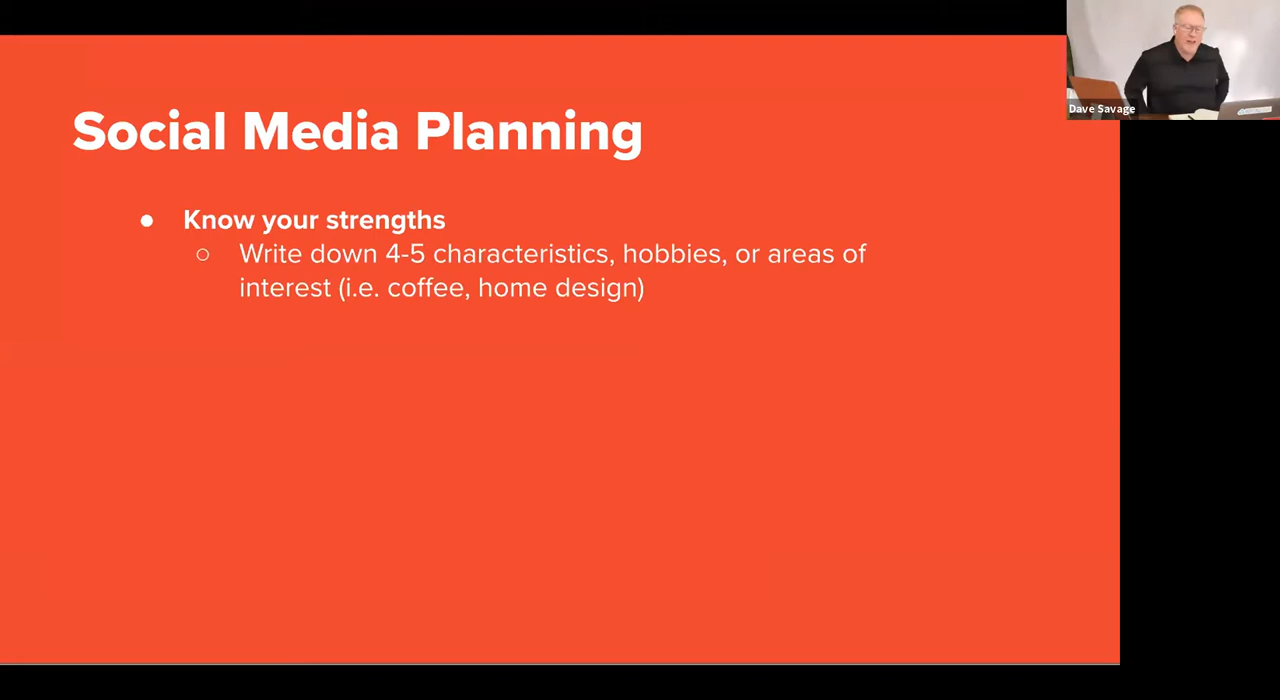 Social Media Planning
● Know your strengths
○ Write down 4-5 characteristics, hobbies, or areas of
interest (i.e. coffee, home design)
Dave Savage